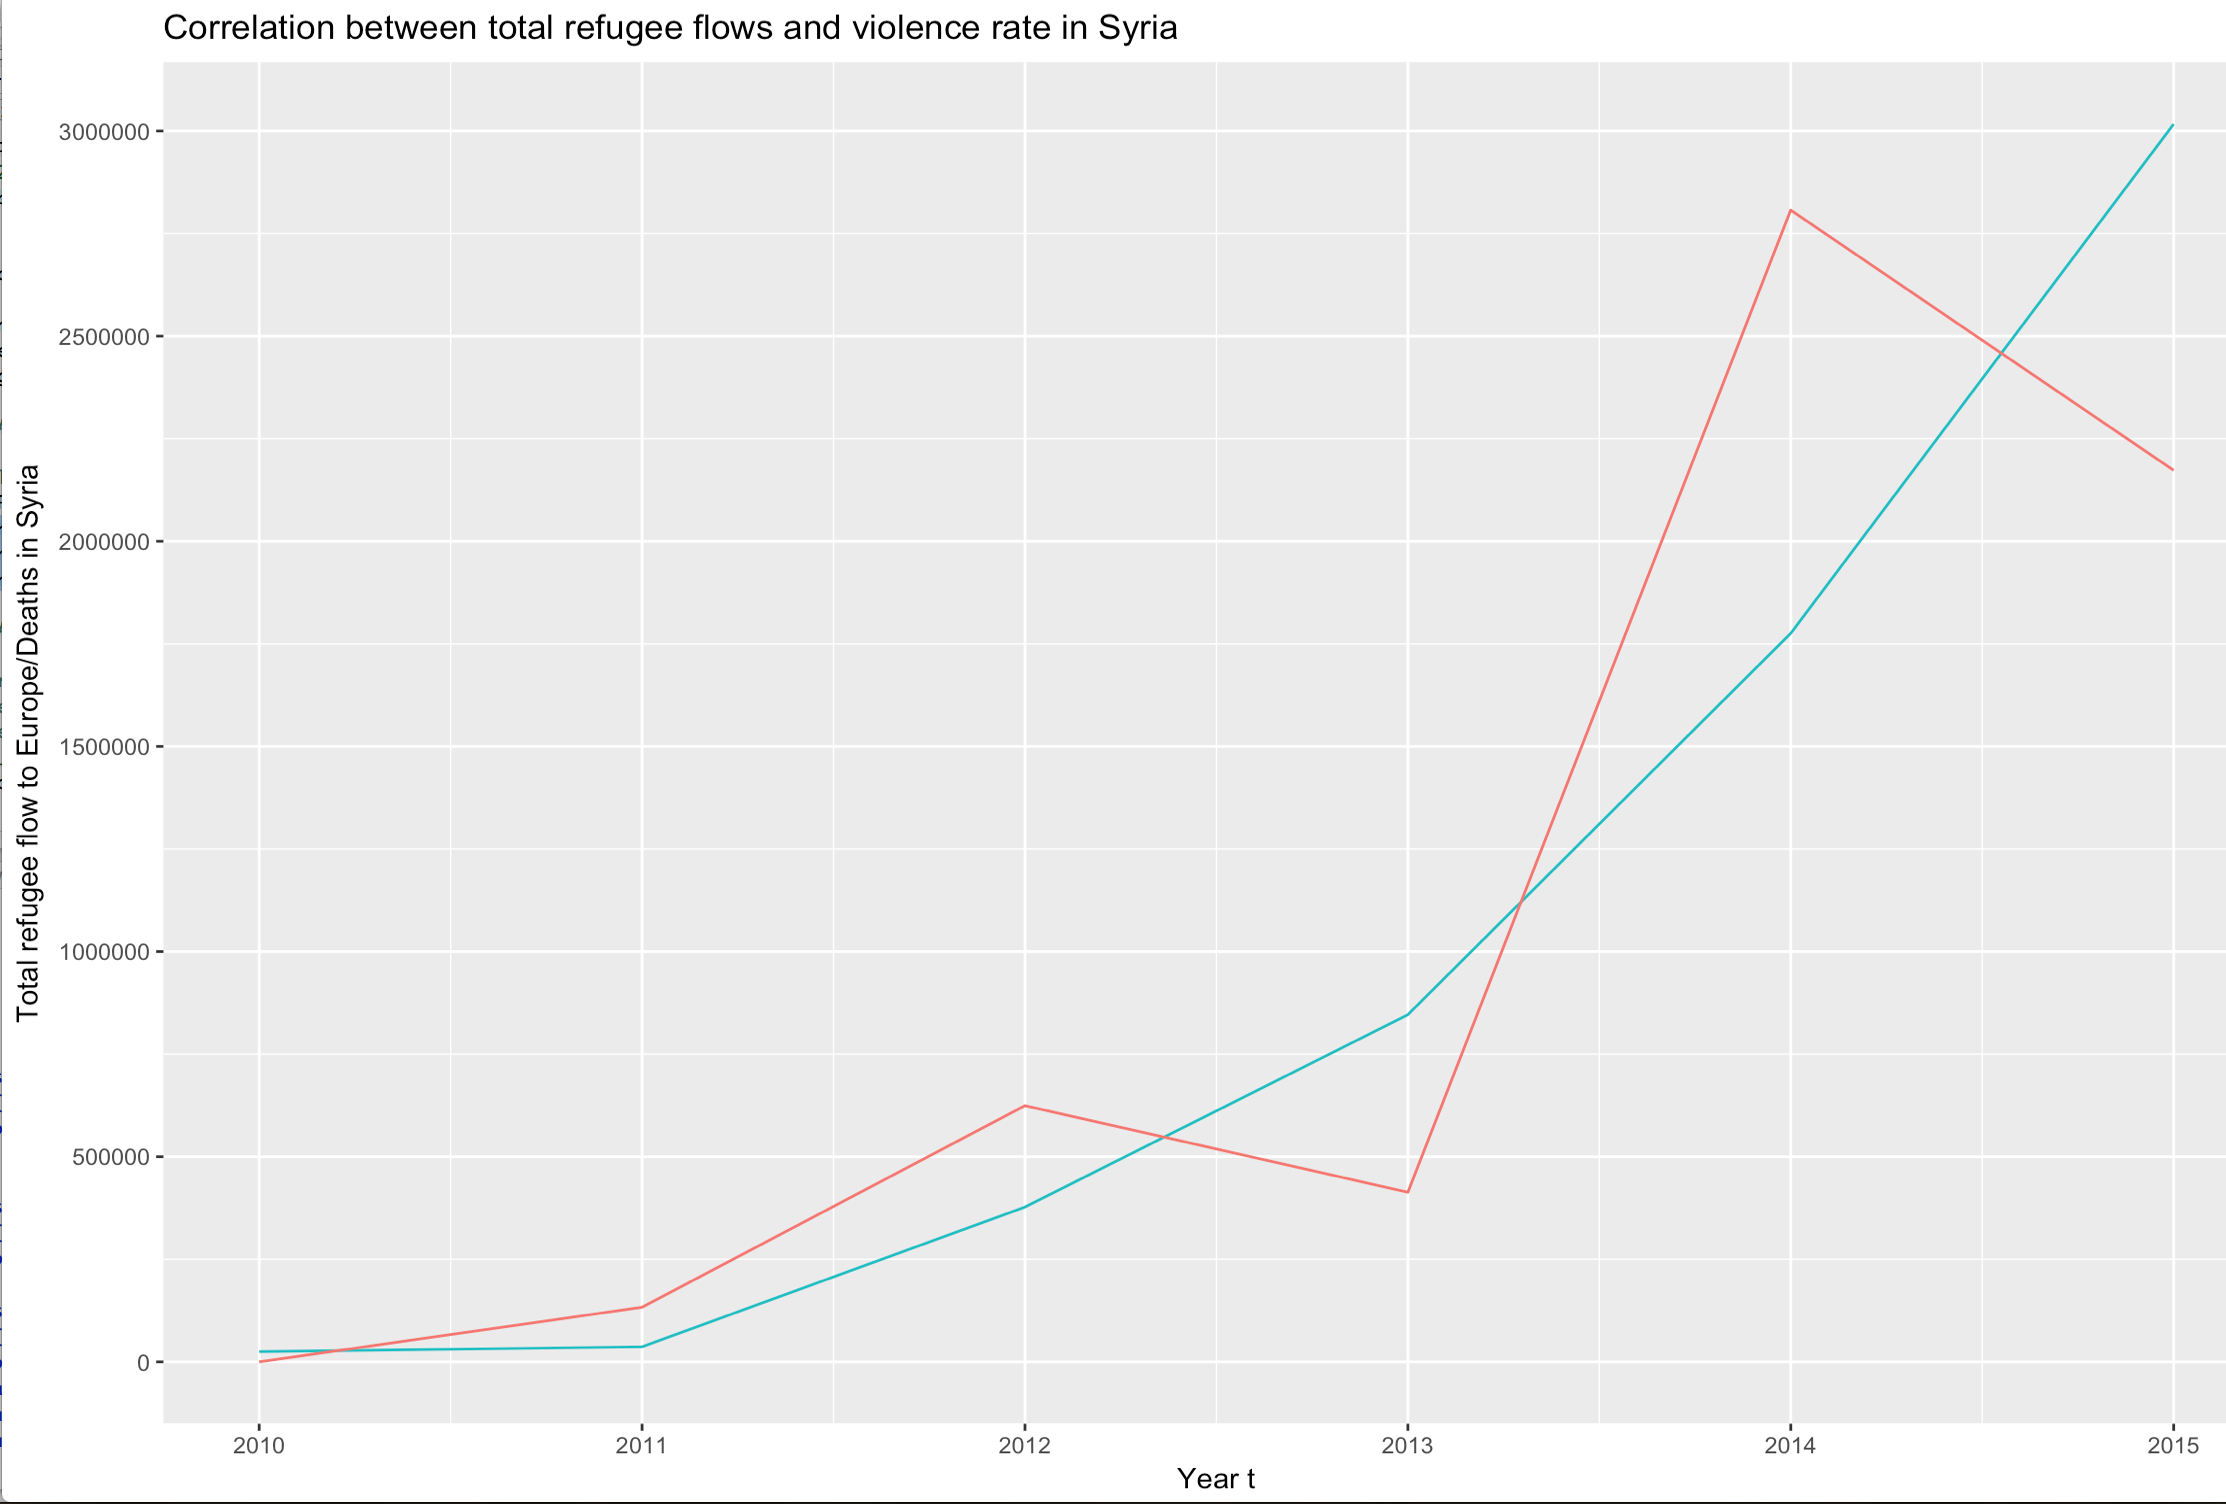 Correlation between total refugee flows and violence rate in Syria
Total refugee flow to Europe/Deaths in Syria
3000000
2500000
2000000
1500000
1000000
500000
0
2010 2011 2012 2013 2014 2015
Year t